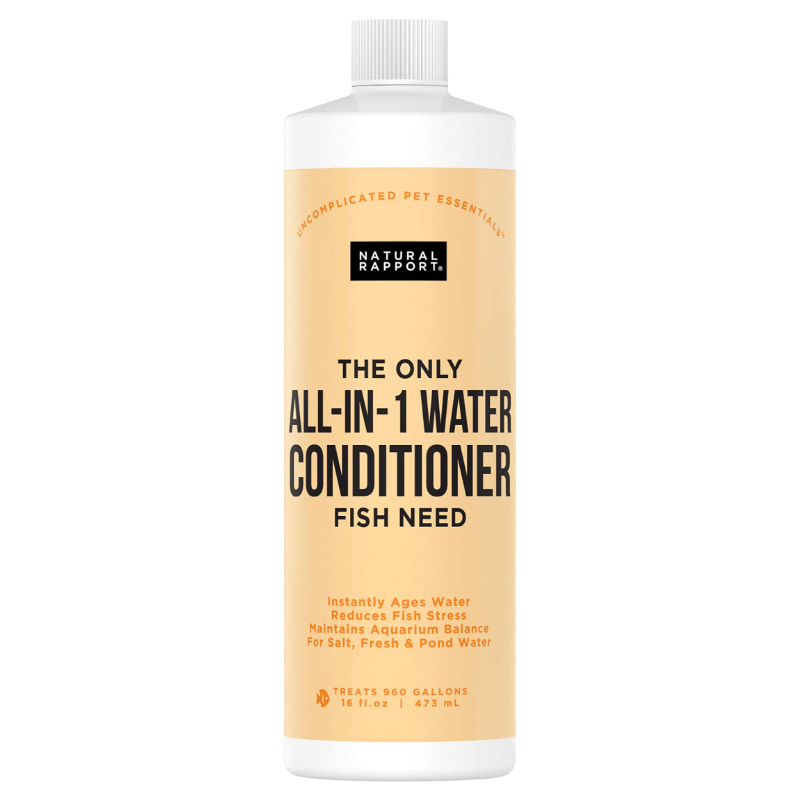 UNCOMPLICATED PET ESSENTIALS™
NATURAL
RAPPORT®
THE ONLY
ALL-IN-1 WATER
CONDITIONER
FISH NEED
Instantly Ages Water
Reduces Fish Stress
Maintains Aquarium Balance
For Salt, Fresh & Pond Water
TREATS 960 GALLONS
16 fl.oz | 473 mL